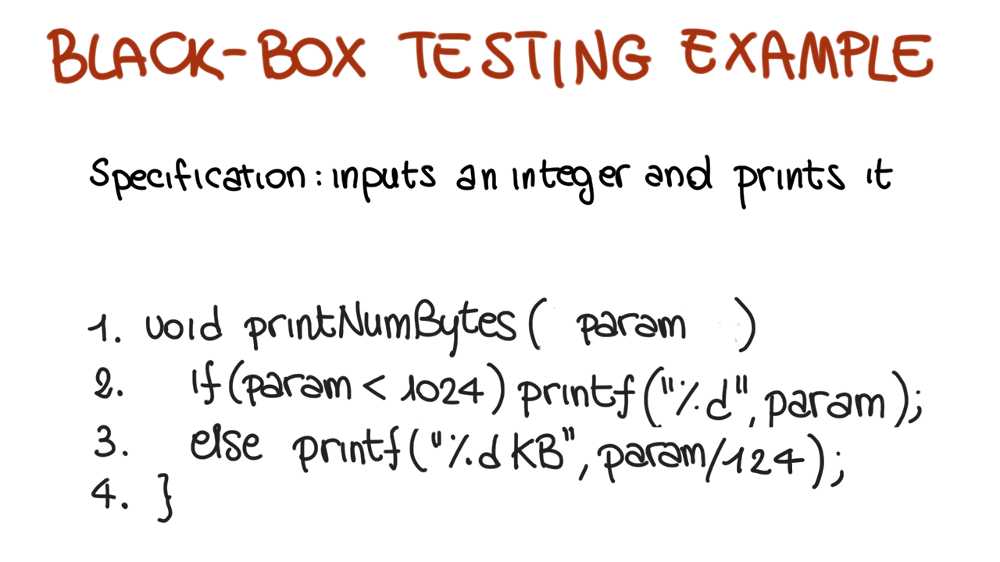 BLACK-BOX TESTING EXAMPLE
Specification: inputs an integer and prints it
1. void printNumBytes( param )
2. if(param < 1024) printf("%d", param);
3. else printf("%d KB", param/124);
4. }